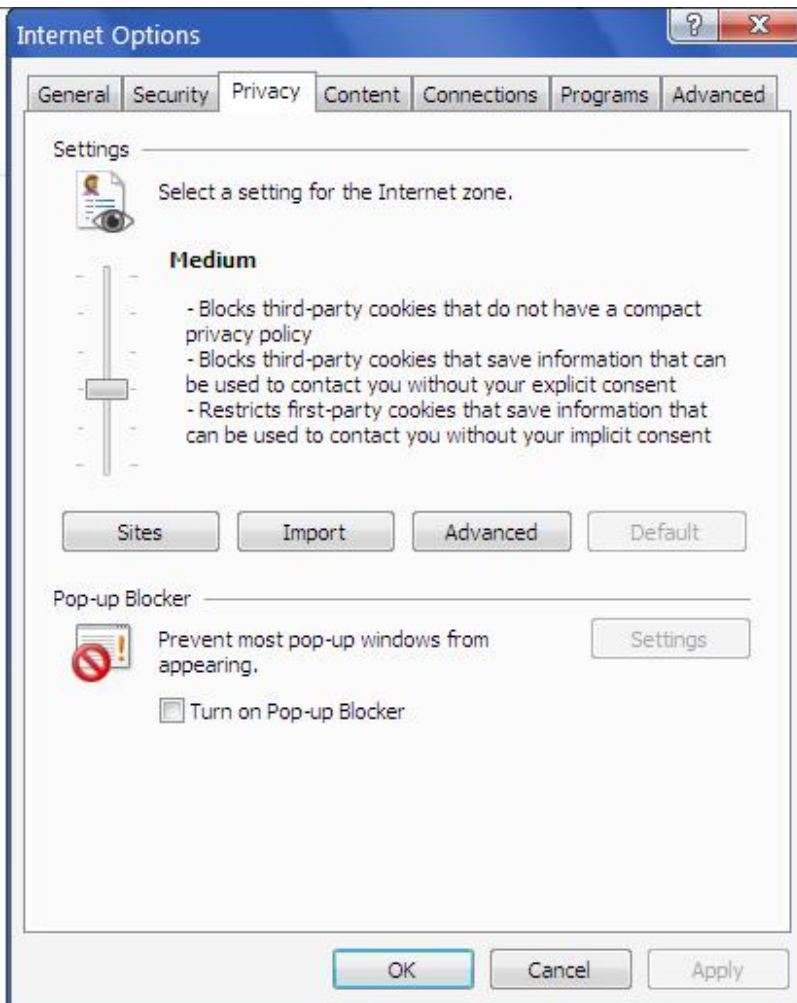 Internet Options
?
X
General Security Privacy Content Connections Programs Advanced
Settings
Select a setting for the Internet zone.
Medium
- Blocks third-party cookies that do not have a compact
privacy policy
- Blocks third-party cookies that save information that can
be used to contact you without your explicit consent
- Restricts first-party cookies that save information that
can be used to contact you without your implicit consent
Sites Import Advanced Default
Pop-up Blocker
Prevent most pop-up windows from
appearing.
Settings
Turn on Pop-up Blocker
OK Cancel Apply